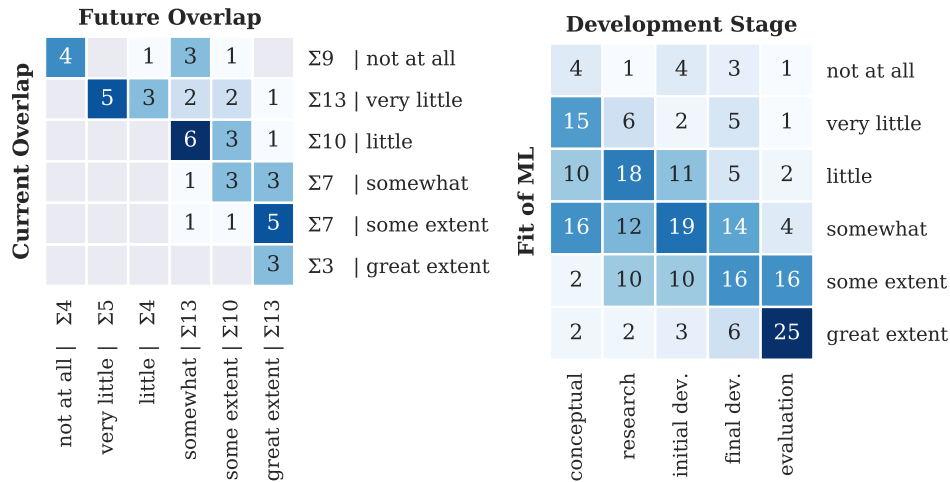 Future Overlap
Current Overlap
4 1 3 1 Σ9 | not at all
5 3 2 2 1 Σ13 | very little
6 3 1 Σ10 | little
1 3 3 Σ7 | somewhat
1 1 5 Σ7 | some extent
3 Σ3 | great extent
not at all | Σ4
very little | Σ5
little | Σ4
somewhat | Σ13
some extent | Σ10
great extent | Σ13
Development Stage
Fit of ML
4 1 4 3 1 not at all
15 6 2 5 1 very little
10 18 11 5 2 little
16 12 19 14 4 somewhat
2 10 10 16 16 some extent
2 2 3 6 25 great extent
conceptual
research
initial dev.
final dev.
evaluation